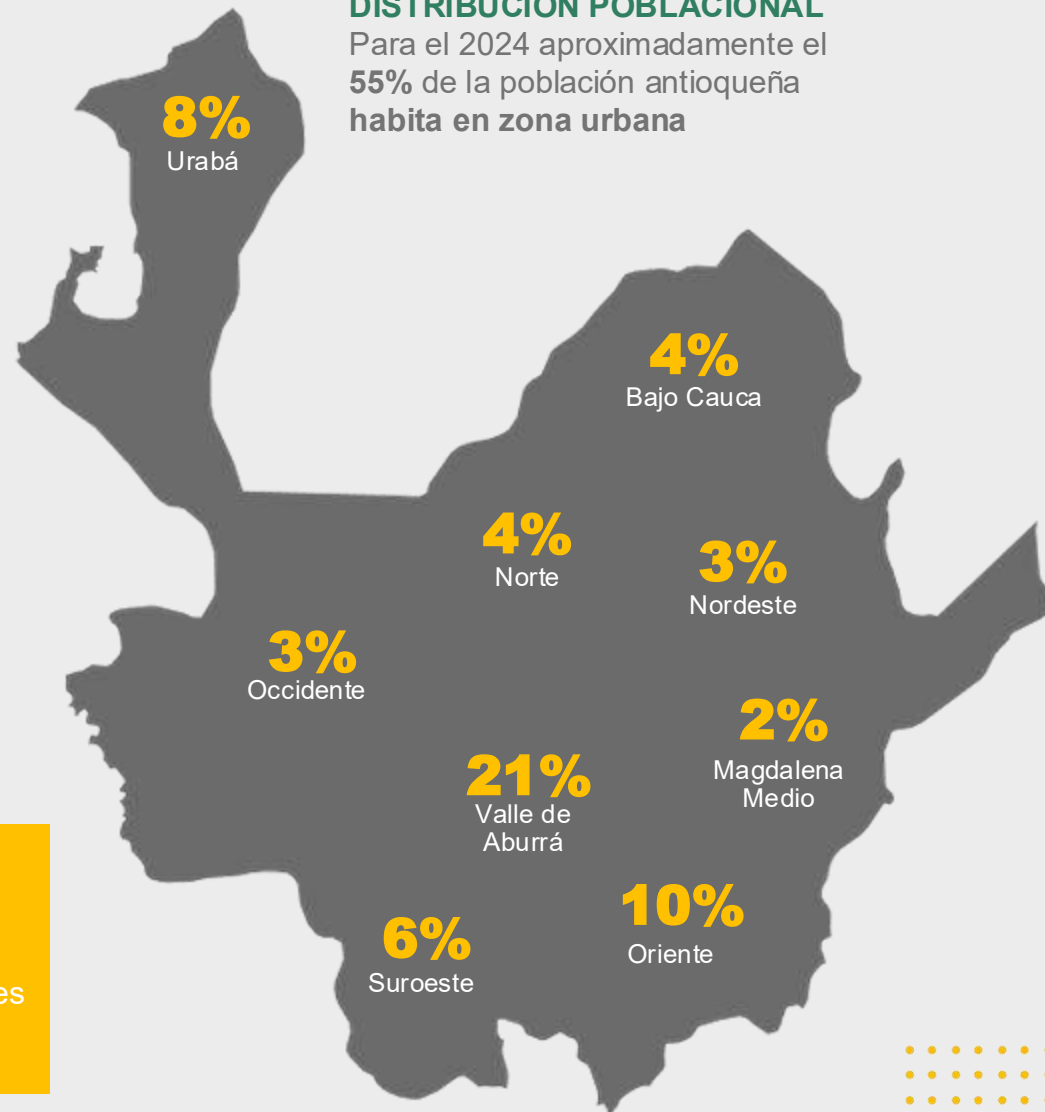 DISTRIBUCIÓN POBLACIONAL
Para el 2024 aproximadamente el
55% de la población antioqueña
habita en zona urbana
8%
Urabá
4%
Bajo Cauca
4%
Norte
3%
Nordeste
3%
Occidente
2%
Magdalena
Medio
21%
Valle de
Aburrá
10%
Oriente
6%
Suroeste
es